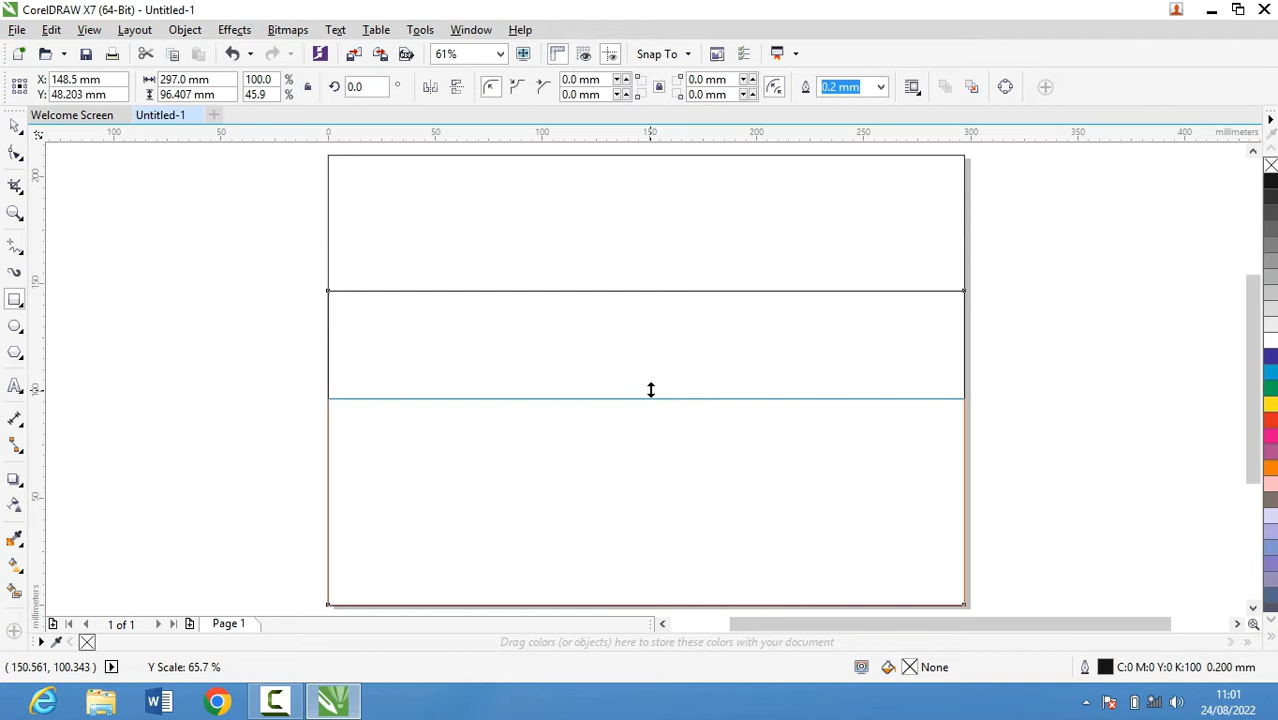 CorelDRAW X7 (64-Bit) - Untitled-1
File Edit View Layout Object Effects Bitmaps Text Table Tools Window Help
61% Snap To
X: 148.5 mm 297.0 mm 100.0 % 0.0 ° 0.0 mm 0.0 mm 0.2 mm
Y: 48.203 mm 96.407 mm 45.9 % 0.0 mm 0.0 mm
Welcome Screen Untitled-1
100 50 0 50 100 150 200 250 300 350 400 millimeters
200
150
100
50
millimeters
1 of 1 Page 1
Drag colors (or objects) here to store these colors with your document
( 150.561, 100.343 ) Y Scale: 65.7 % None C:0 M:0 Y:0 K:100 0.200 mm
11:01
24/08/2022